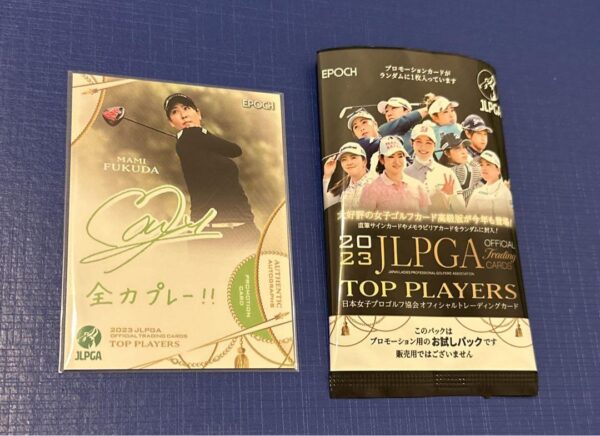 EPOCH
MAMI
FUKUDA
全力プレー!!
AUTHENTIC
AUTOGRAPHS
PROMOTION
CARD
2023 JLPGA
OFFICIAL TRADING CARDS
TOP PLAYERS
JLPGA
EPOCH
プロモーションカードが
ランダムに1枚入っています
JLPGA
大好評の女子ゴルフカード高級版が今年も登場!
直筆サインカードやメモラビリアカードをランダムに封入!
2023 JLPGA OFFICIAL Trading CARDS
JAPAN LADIES PROFESSIONAL GOLFERS' ASSOCIATION
TOP PLAYERS
日本女子プロゴルフ協会 オフィシャルトレーディングカード
このパックは
プロモーション用のお試しパックです
販売用ではございません